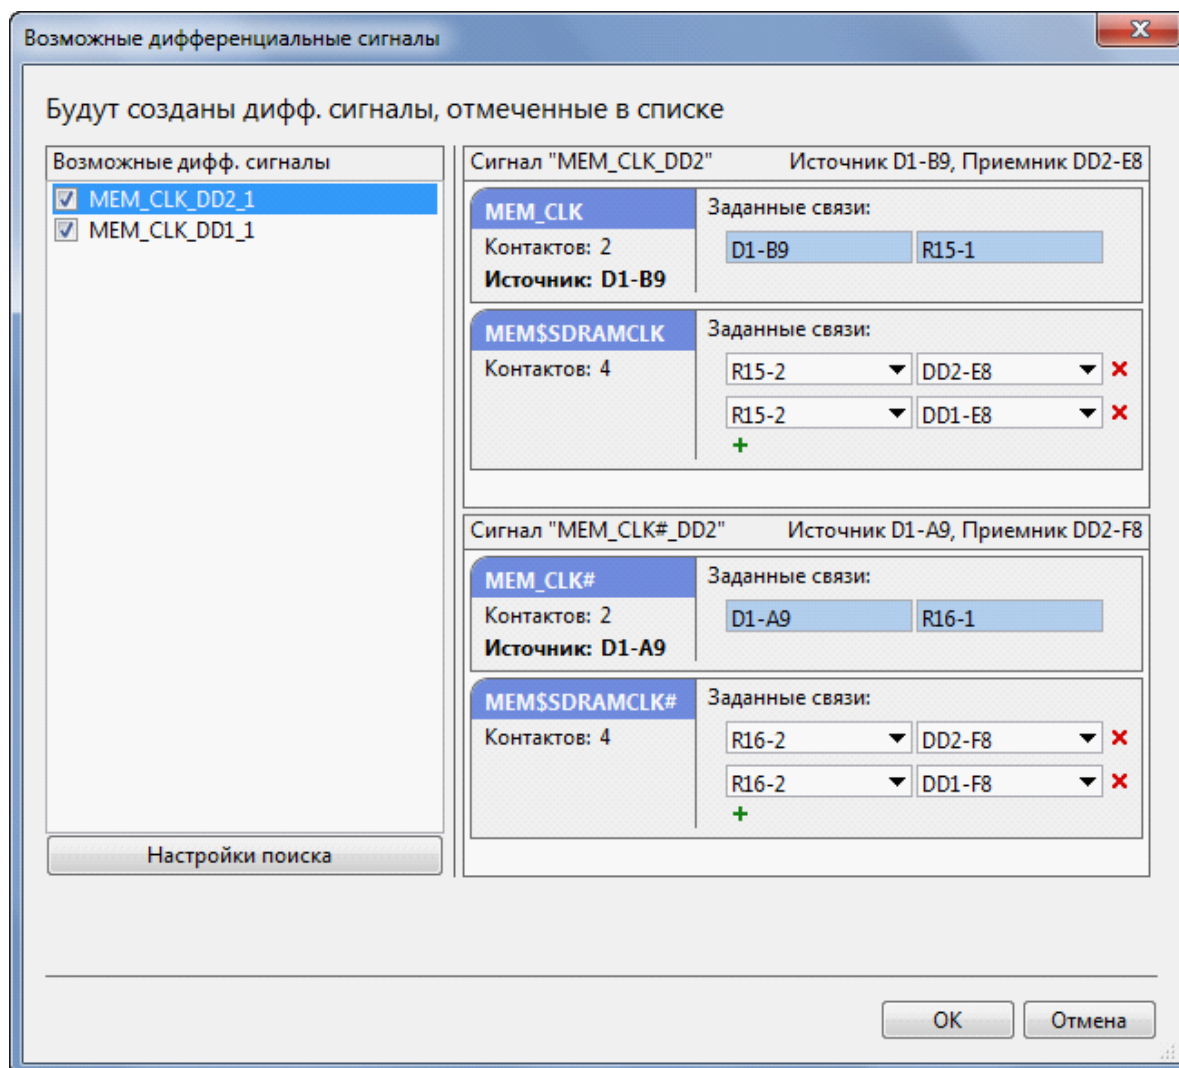 Возможные дифференциальные сигналы
Будут созданы дифф. сигналы, отмеченные в списке
Возможные дифф. сигналы
MEM_CLK_DD2_1
MEM_CLK_DD1_1
Настройки поиска
Сигнал "MEM_CLK_DD2" Источник D1-B9, Приемник DD2-E8
MEM_CLK
Контактов: 2
Источник: D1-B9
Заданные связи:
D1-B9 R15-1
MEM$SDRAMCLK
Контактов: 4
Заданные связи:
R15-2 DD2-E8
R15-2 DD1-E8
Сигнал "MEM_CLK#_DD2" Источник D1-A9, Приемник DD2-F8
MEM_CLK#
Контактов: 2
Источник: D1-A9
Заданные связи:
D1-A9 R16-1
MEM$SDRAMCLK#
Контактов: 4
Заданные связи:
R16-2 DD2-F8
R16-2 DD1-F8
OK Отмена